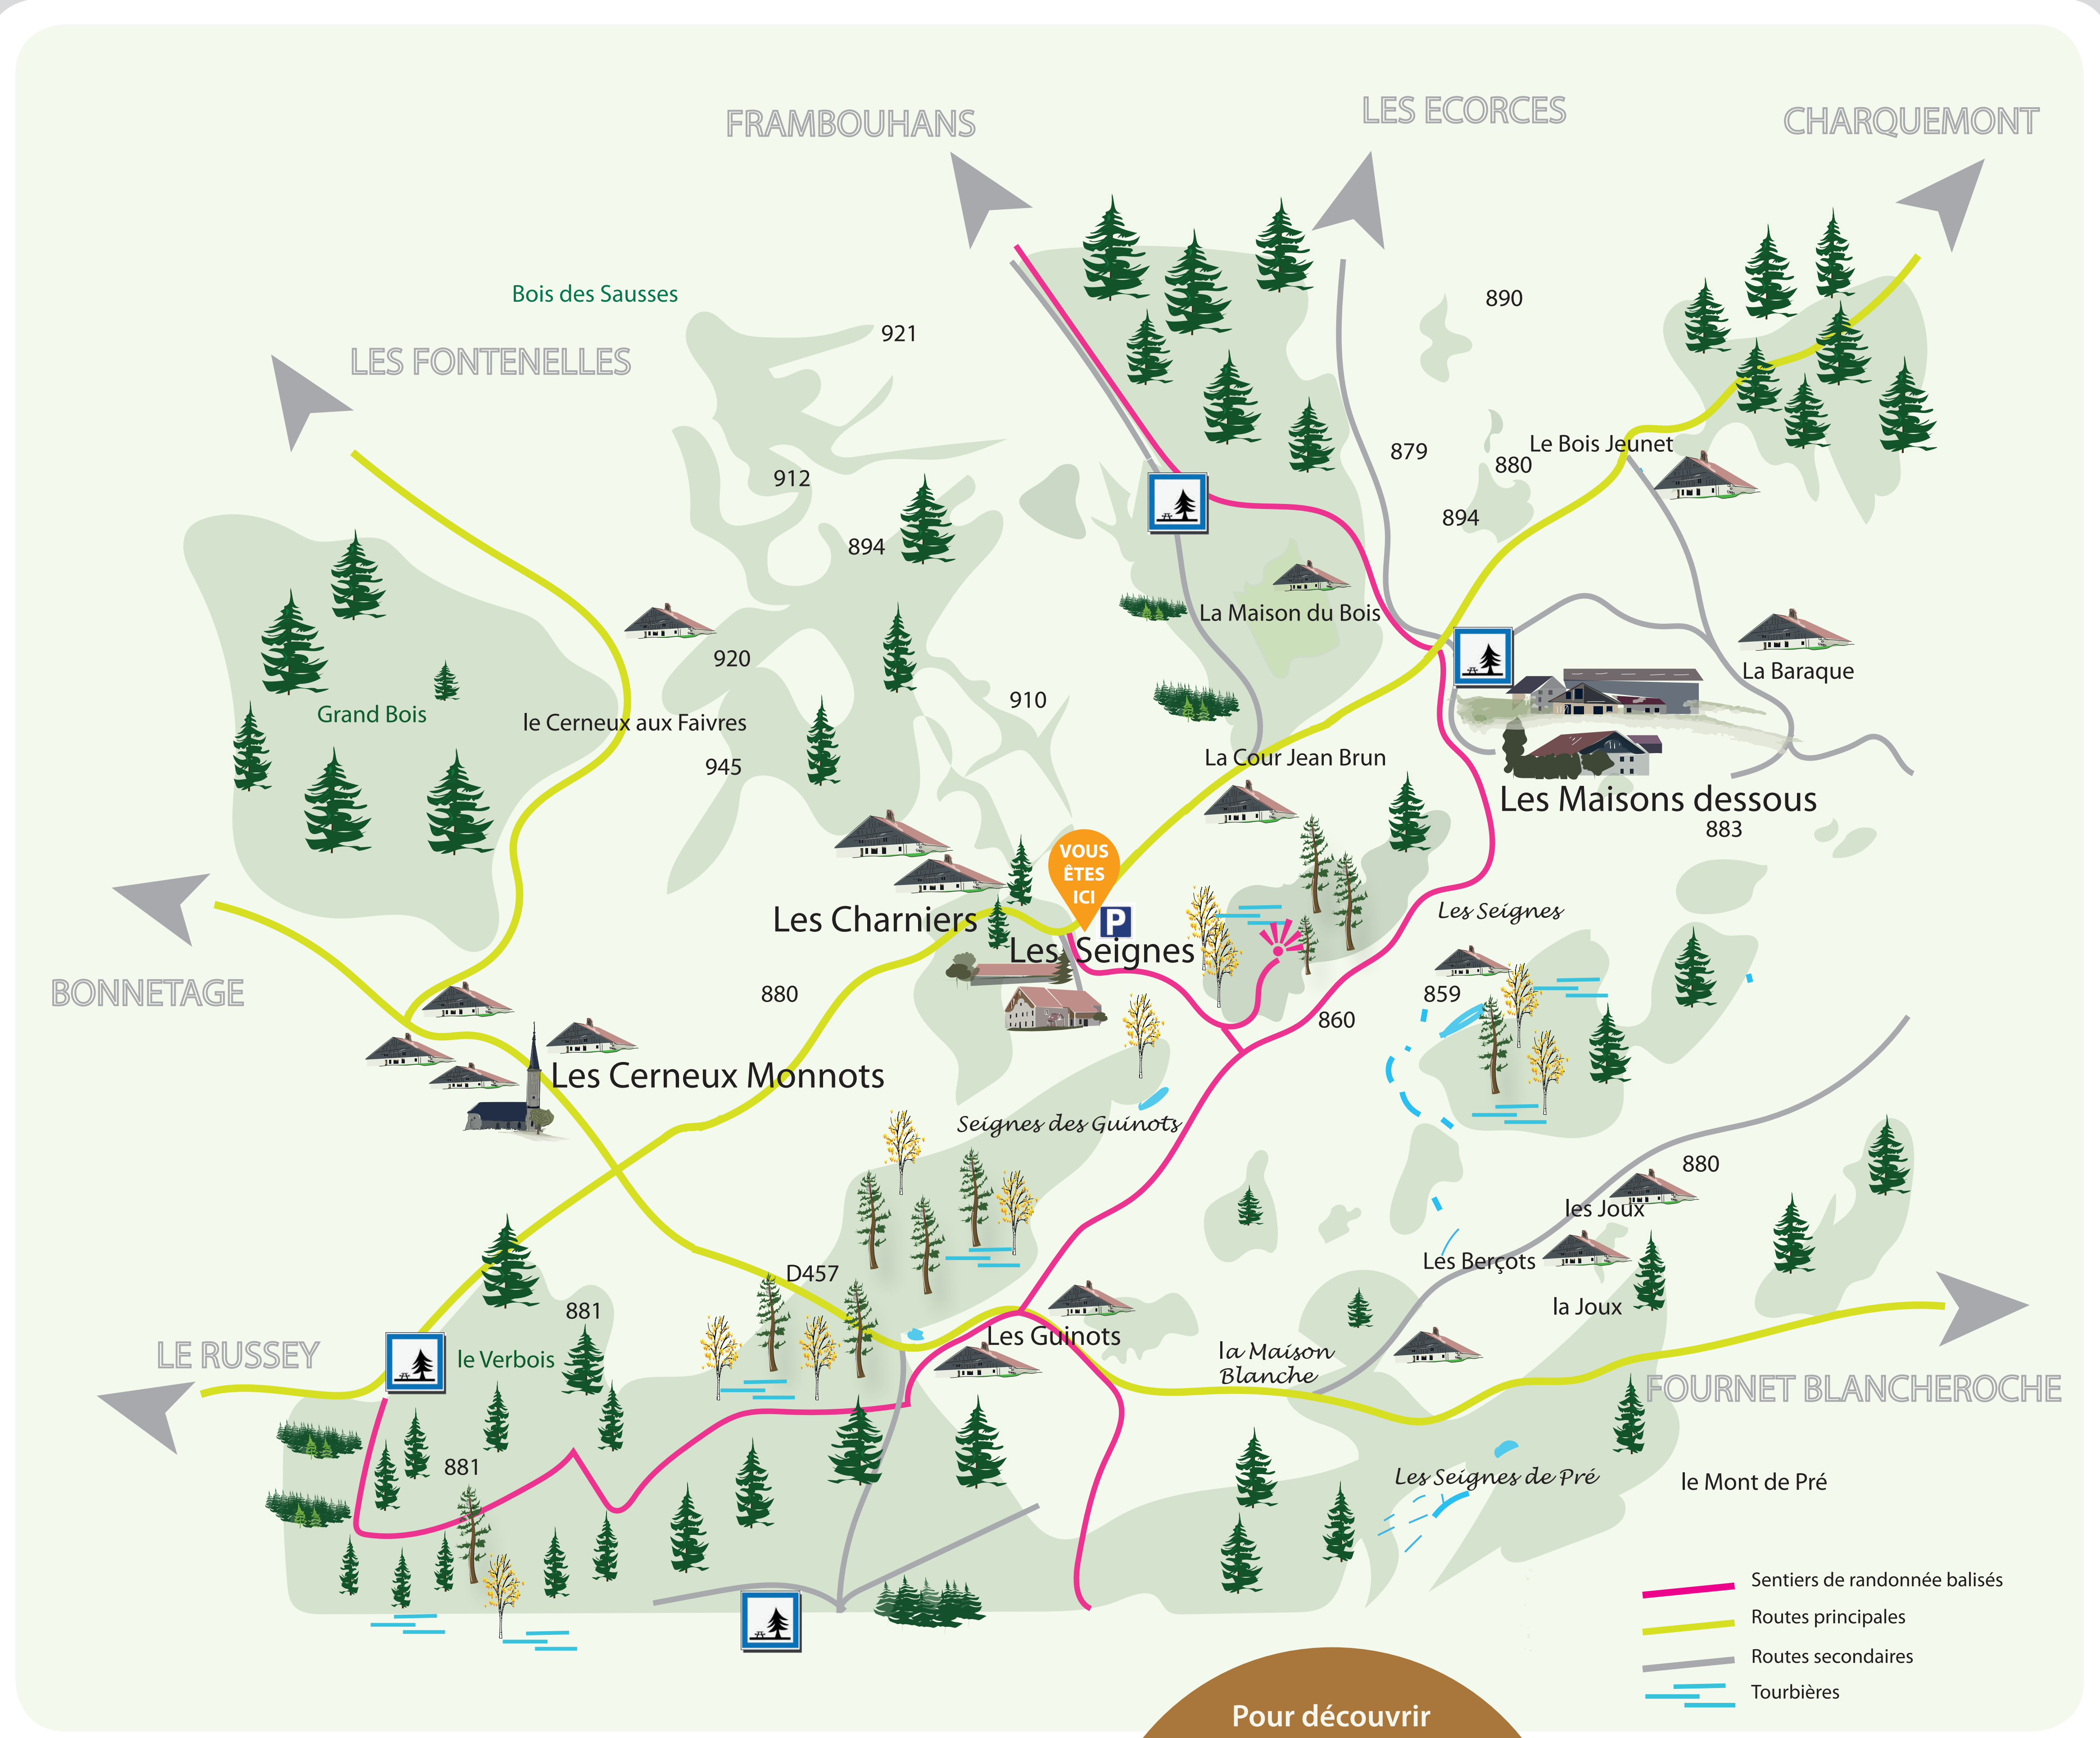 LES ECORCES
FRAMBOUHANS
CHARQUEMONT
Bois des Sausses
890
921
LES FONTENELLES
Le Bois Jeunet
879
880
912
894
894
La Maison du Bois
920
La Baraque
910
Grand Bois
le Cerneux aux Faivres
945
La Cour Jean Brun
Les Maisons dessous
883
VOUS
ÊTES
ICI
P
Les Charniers
Les Seignes
Les Seignes
BONNETAGE
880
859
860
Les Cerneux Monnots
Seignes des Guinots
880
les Joux
Les Berçots
D457
la Joux
881
Les Guinots
LE RUSSEY
le Verbois
la Maison
Blanche
FOURNET BLANCHEROCHE
881
Les Seignes de Pré
le Mont de Pré
Sentiers de randonnée balisés
Routes principales
Routes secondaires
Tourbières
Pour découvrir